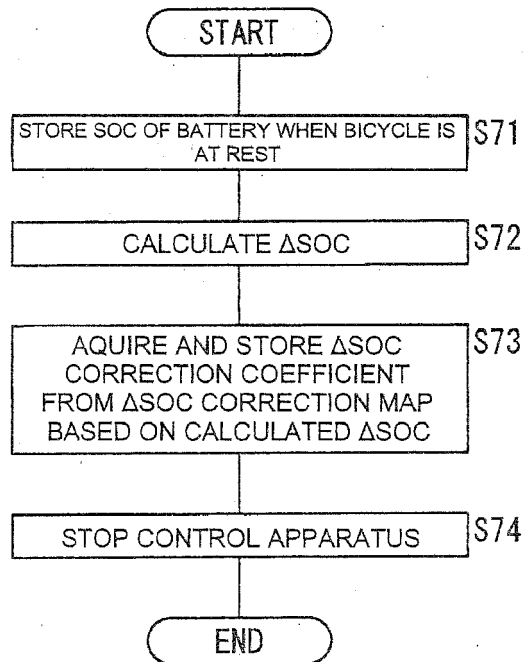 START
STORE SOC OF BATTERY WHEN BICYCLE IS
AT REST
S71
CALCULATE ΔSOC
S72
AQUIRE AND STORE ΔSOC
CORRECTION COEFFICIENT
FROM ΔSOC CORRECTION MAP
BASED ON CALCULATED ΔSOC
S73
STOP CONTROL APPARATUS
S74
END